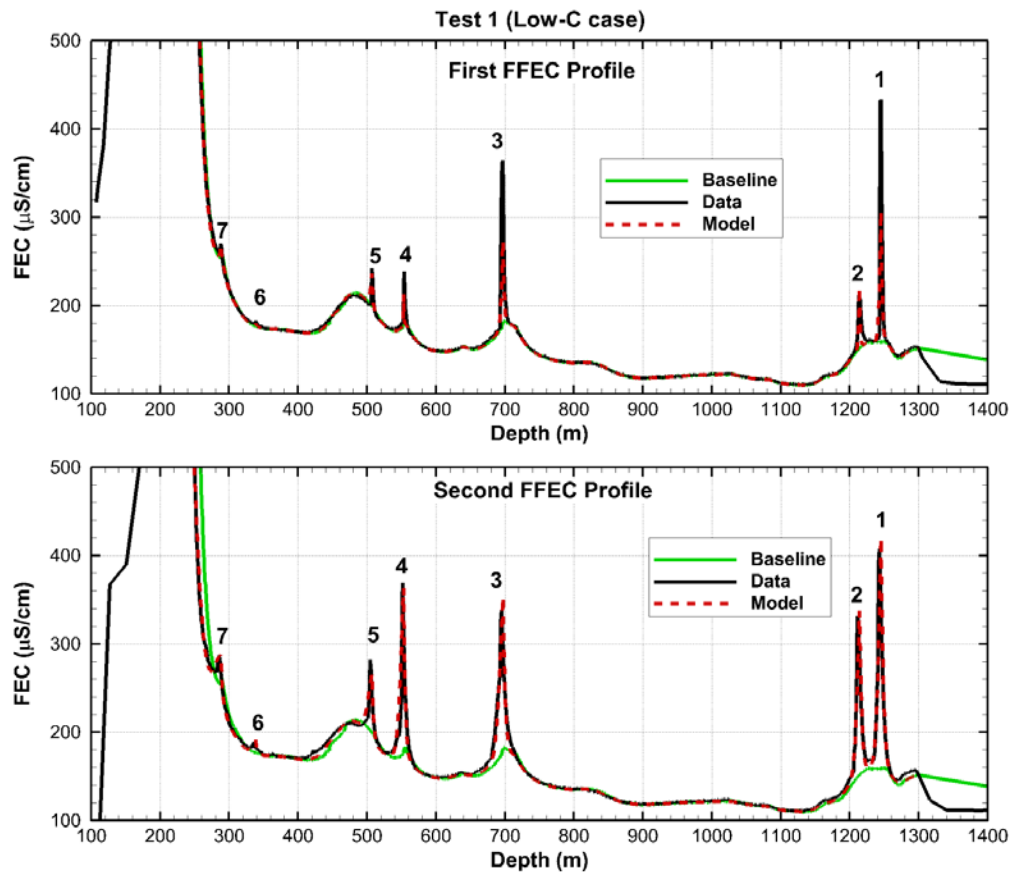 Test 1 (Low-C case)
500
First FFEC Profile
1
400
3
Baseline
Data
Model
300
FEC (µS/cm)
7
5
4
2
6
200
100
100 200 300 400 500 600 700 800 900 1000 1100 1200 1300 1400
Depth (m)
500
Second FFEC Profile
1
400
4
3
Baseline
Data
Model
2
300
FEC (µS/cm)
7
5
6
200
100
100 200 300 400 500 600 700 800 900 1000 1100 1200 1300 1400
Depth (m)